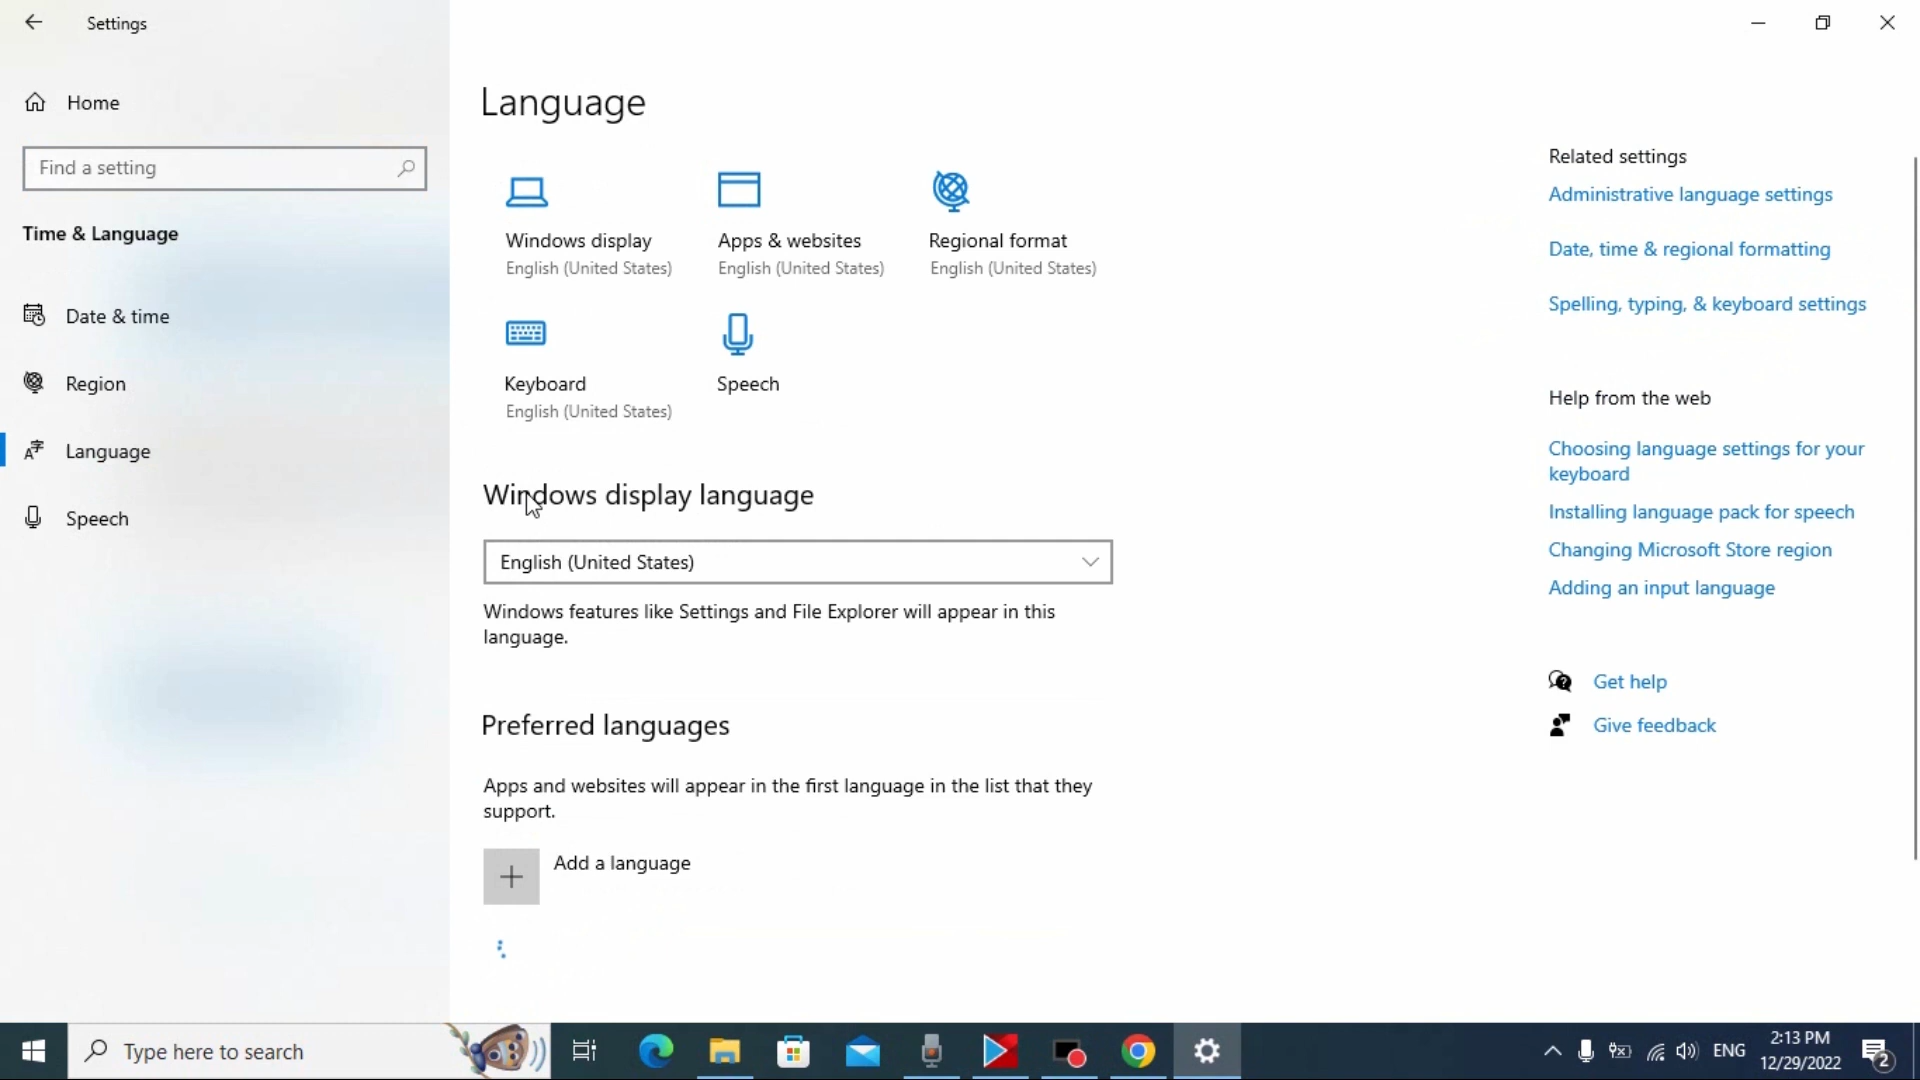 Settings
Home
Find a setting
Time & Language
Date & time
Region
Language
Speech
Language
Windows display
English (United States)
Apps & websites
English (United States)
Regional format
English (United States)
Keyboard
English (United States)
Speech
Windows display language
English (United States)
Windows features like Settings and File Explorer will appear in this
language.
Preferred languages
Apps and websites will appear in the first language in the list that they
support.
Add a language
Related settings
Administrative language settings
Date, time & regional formatting
Spelling, typing, & keyboard settings
Help from the web
Choosing language settings for your
keyboard
Installing language pack for speech
Changing Microsoft Store region
Adding an input language
Get help
Give feedback
Type here to search
ENG
2:13 PM
12/29/2022
2